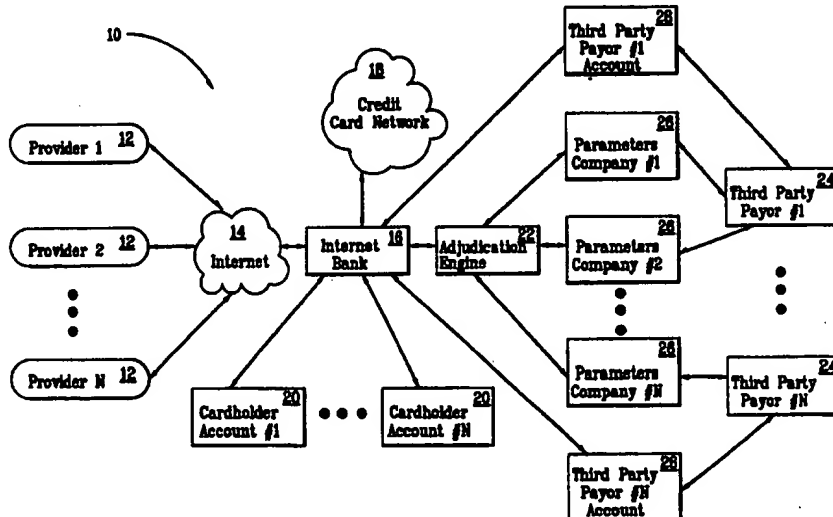 10
Provider 1 12
Provider 2 12
Provider N 12
14
Internet
18
Credit
Card Network
Internet 16
Bank
Adjudication 22
Engine
20
Cardholder
Account #1
20
Cardholder
Account #N
28
Third Party
Payor #1
Account
26
Parameters
Company #1
26
Parameters
Company #2
26
Parameters
Company #N
24
Third Party
Payor #1
24
Third Party
Payor #N
28
Third Party
Payor #N
Account